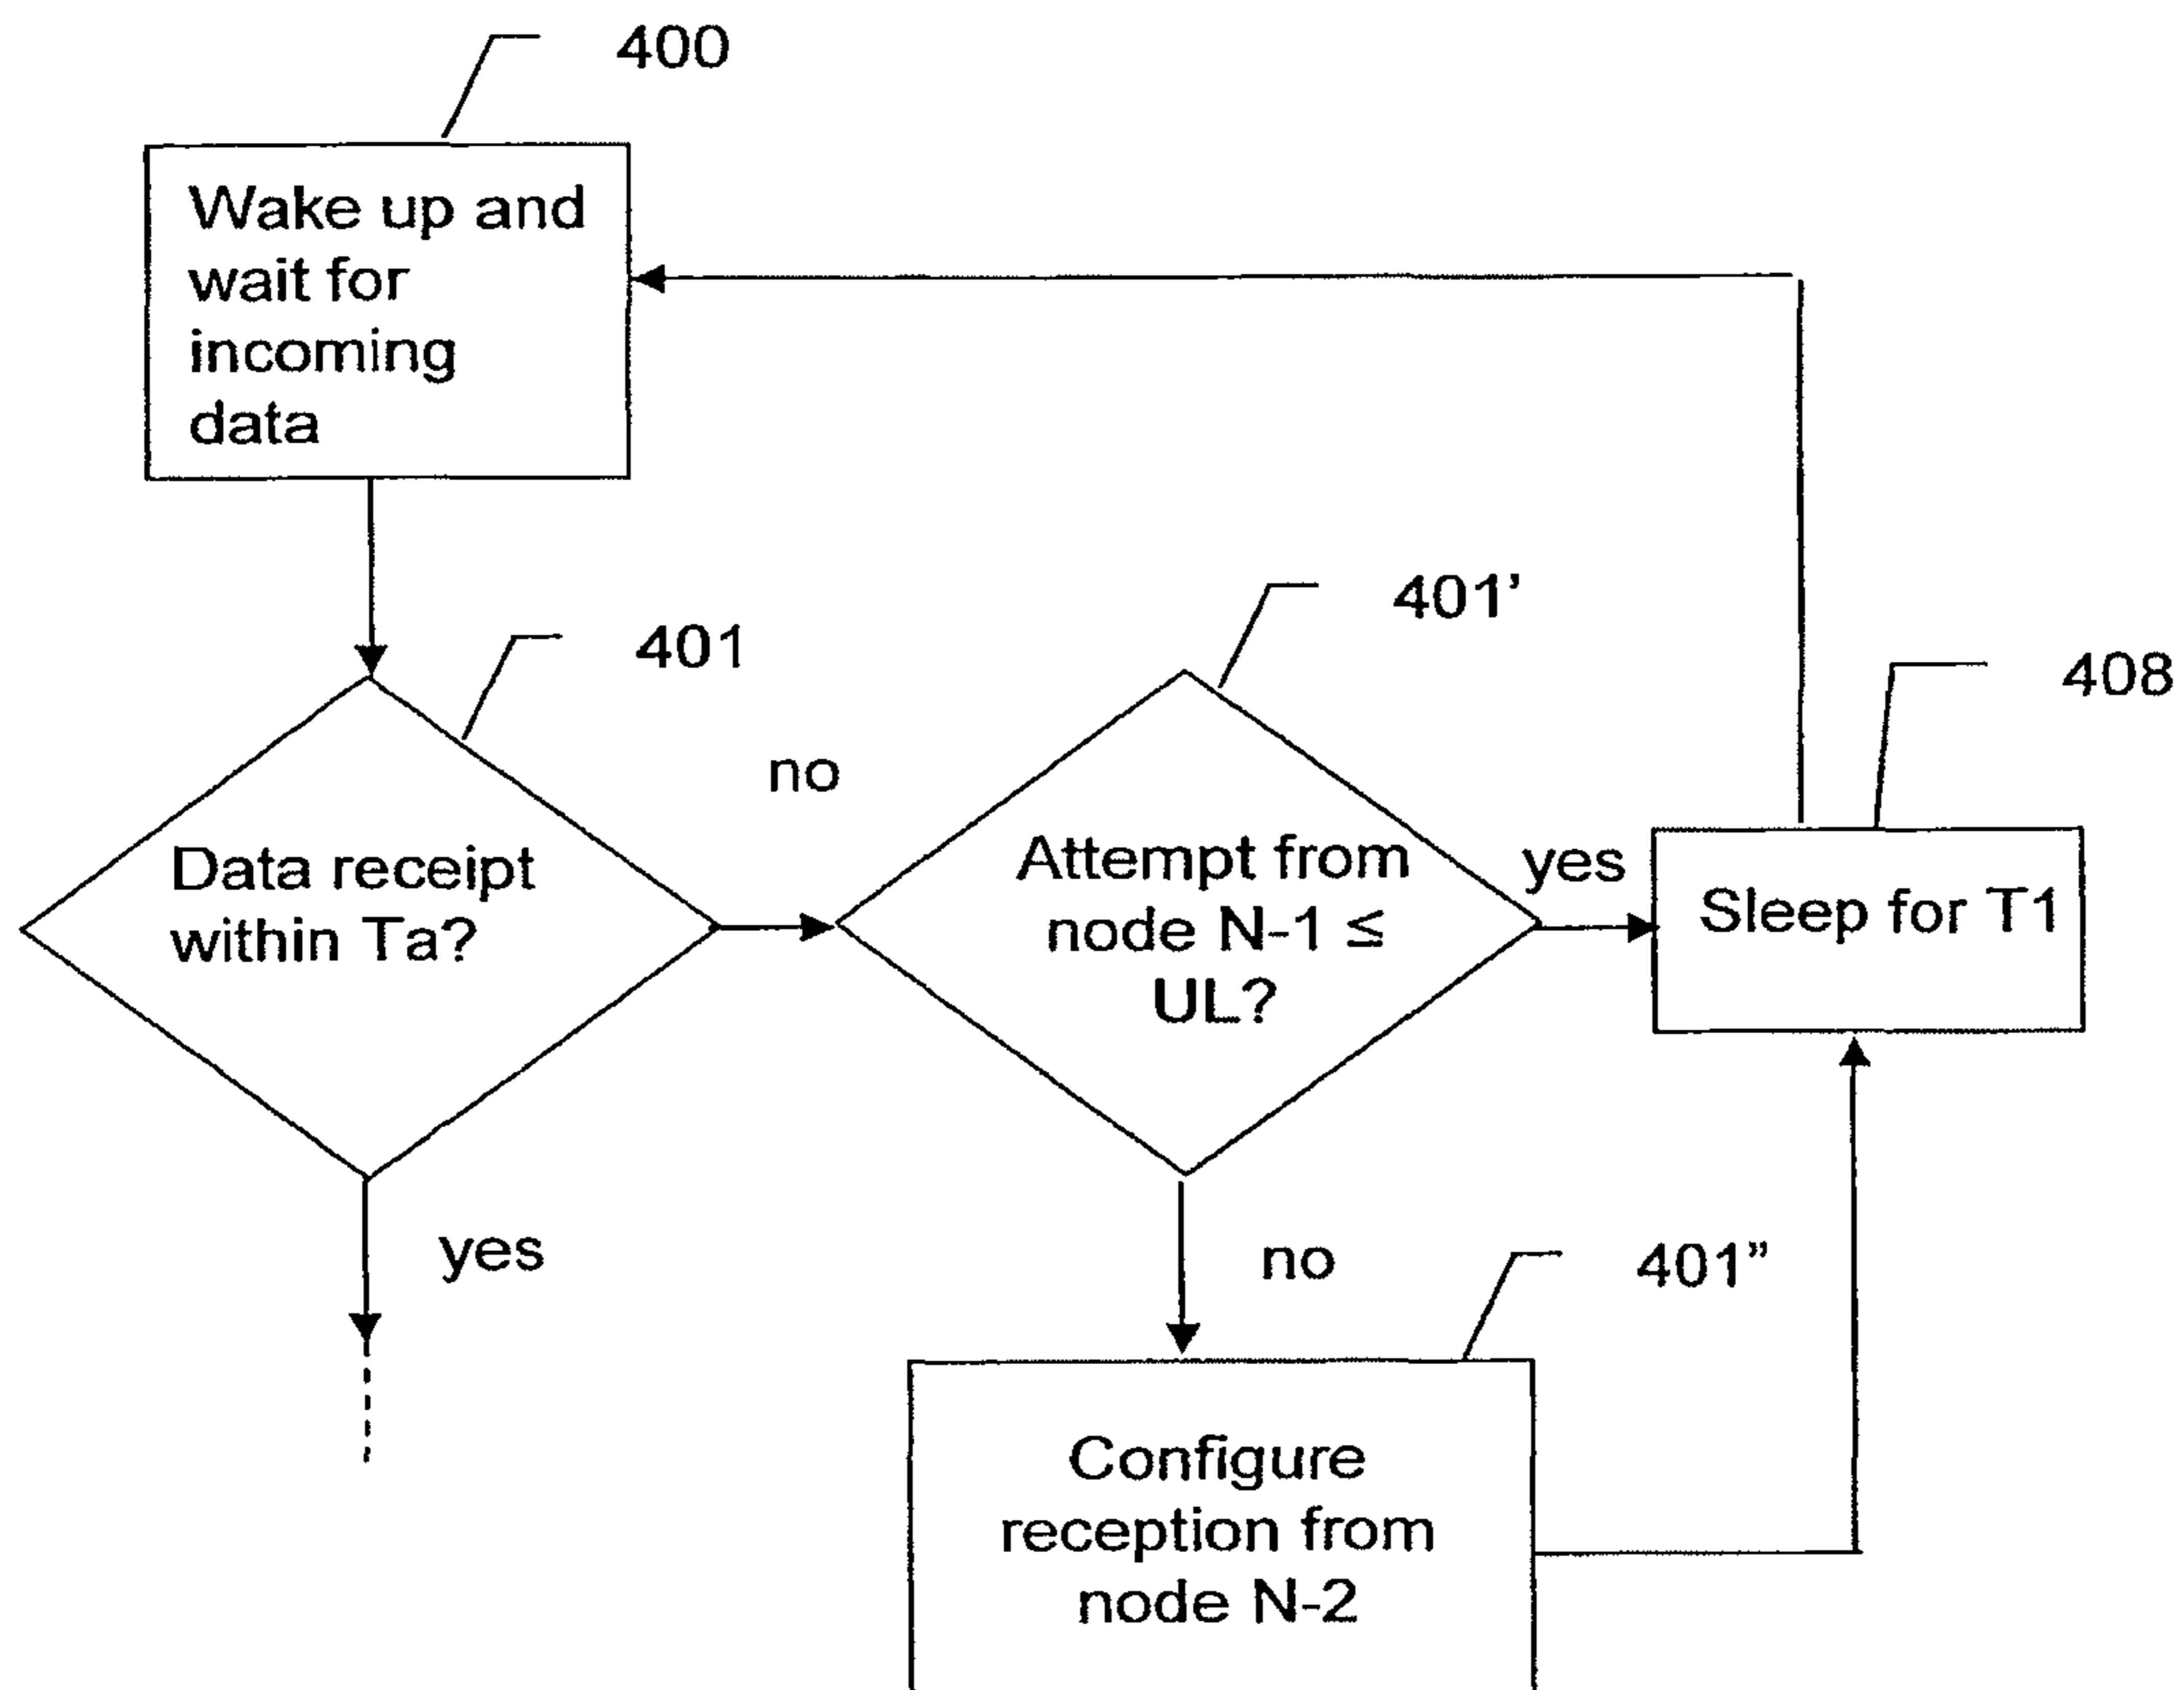 400
Wake up and
wait for
incoming
data
401
no
401’
408
Data receipt
within Ta?
Attempt from
node N-1 ≤
UL?
yes
Sleep for T1
yes
no
401”
Configure
reception from
node N-2